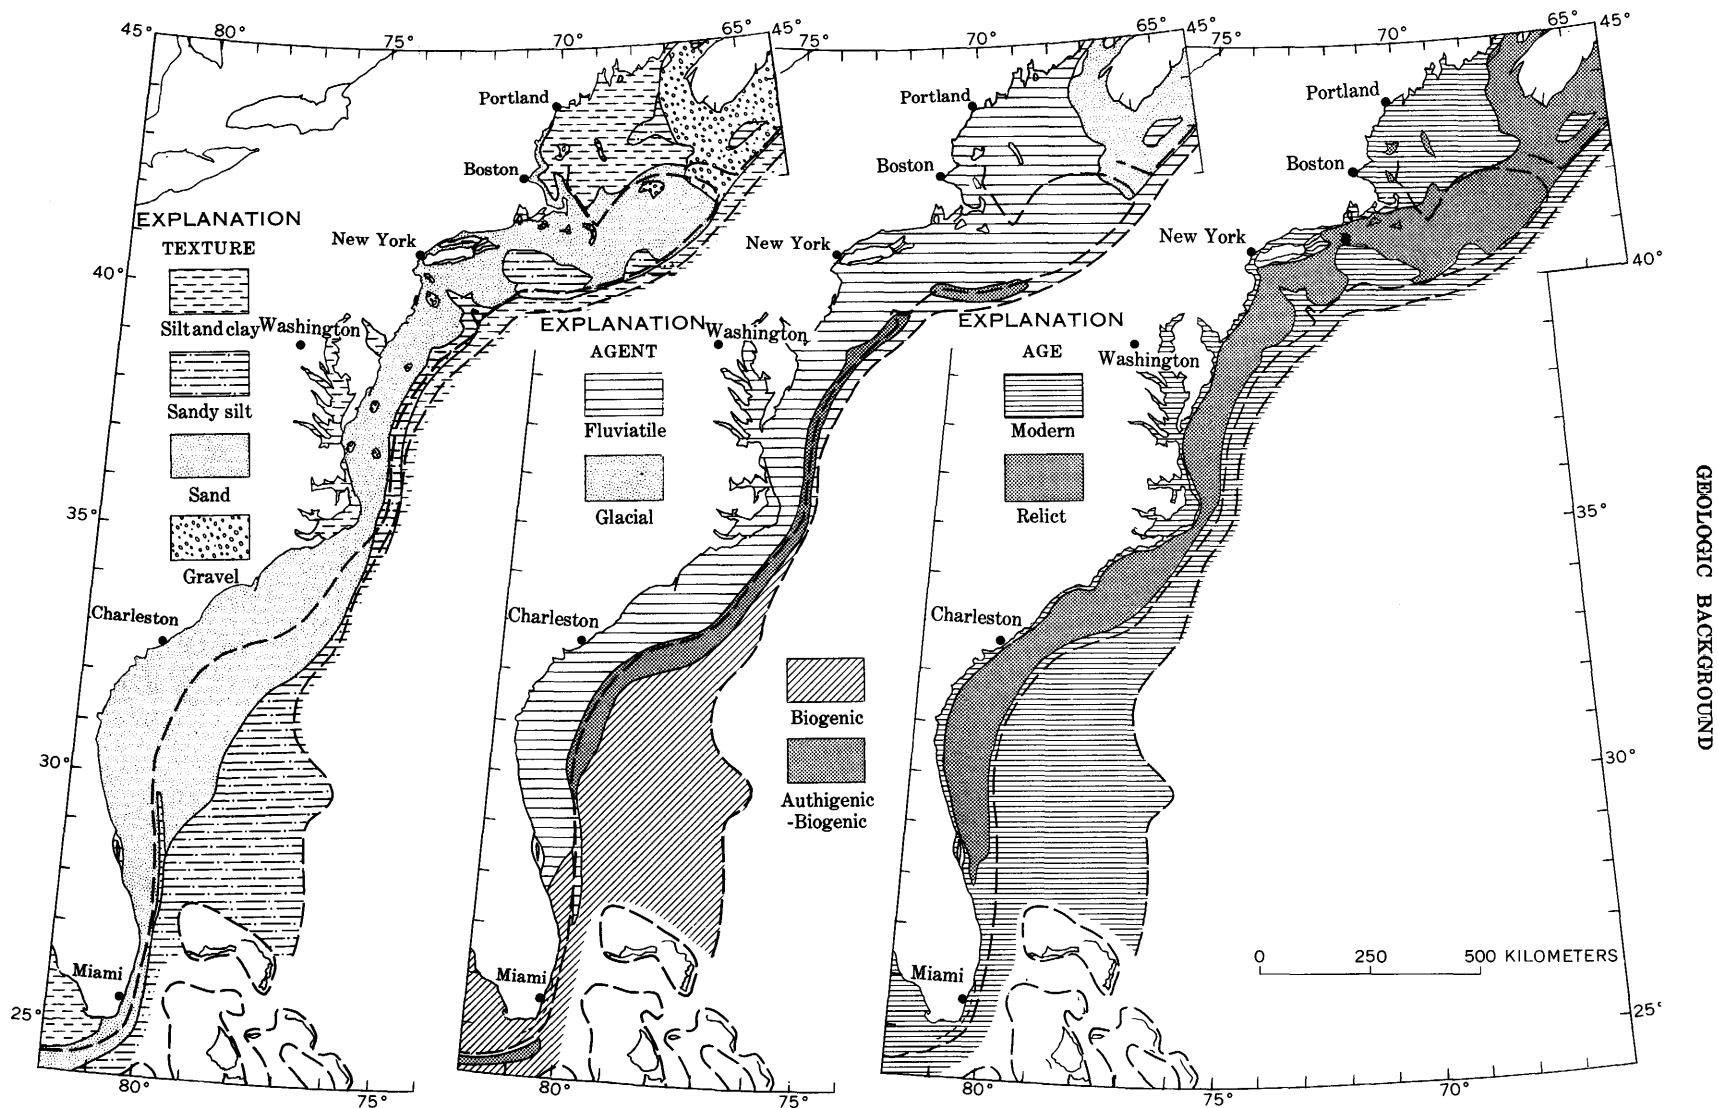 45° 80° 75° 70° 65° 45° 75° 70° 65° 45° 75° 70° 65° 45°
Portland
Boston
New York
EXPLANATION
TEXTURE
Silt and clay
Sandy silt
Sand
Gravel
Washington
Charleston
Miami
40°
35°
30°
25°
80° 75°
Portland
Boston
New York
Washington
EXPLANATION
AGENT
Fluviatile
Glacial
Biogenic
Authigenic
-Biogenic
Charleston
Miami
80° 75°
Portland
Boston
New York
Washington
EXPLANATION
AGE
Modern
Relict
Charleston
Miami
0 250 500 KILOMETERS
40°
35°
30°
25°
80° 75° 70°
GEOLOGIC BACKGROUND